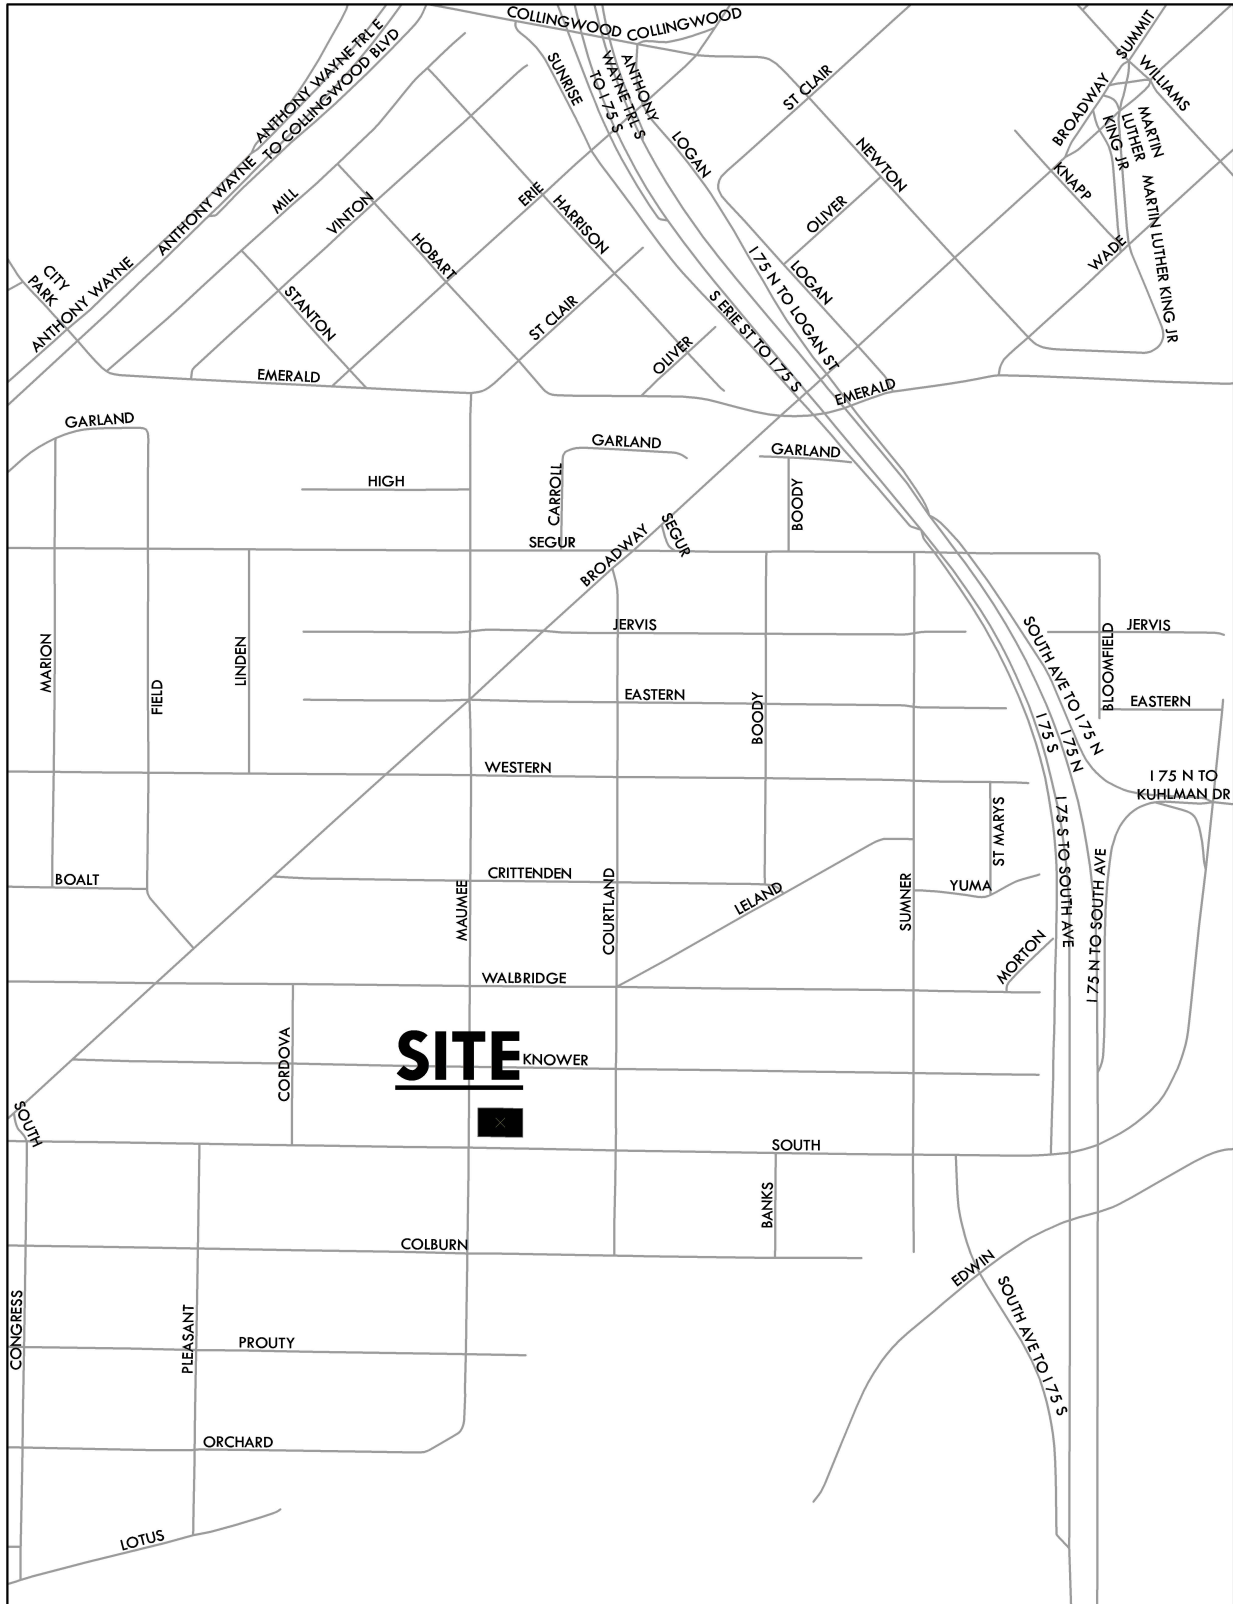 COLLINGWOOD
COLLINGWOOD
SUMMIT
ANTHONY WAYNE TRL E
TO COLLINGWOOD BLVD
SUNRISE
ANTHONY
WAYNE TRL S
TO I 75 S
ST CLAIR
WILLIAMS
BROADWAY
MARTIN
LUTHER
KING JR
LOGAN
NEWTON
KNAPP
ANTHONY WAYNE
MILL
VINTON
ERIE
HARRISON
OLIVER
MARTIN LUTHER KING JR
WADE
CITY
PARK
ANTHONY WAYNE
HOBART
I 75 N TO LOGAN ST
LOGAN
STANTON
ST CLAIR
S ERIE ST TO I 75 S
OLIVER
EMERALD
EMERALD
GARLAND
GARLAND
GARLAND
HIGH
CARROLL
BOODY
SEGUR
SEGUR
BROADWAY
JERVIS
JERVIS
MARION
LINDEN
FIELD
SOUTH AVE TO I 75 N
BLOOMFIELD
EASTERN
EASTERN
BOODY
I 75 S
I 75 N
WESTERN
I 75 N TO
KUHLMAN DR
ST MARYS
I 75 S TO SOUTH AVE
BOALT
CRITTENDEN
YUMA
LELAND
MAUMEE
COURTLAND
SUMNER
I 75 N TO SOUTH AVE
MORTON
WALBRIDGE
SITE
KNOWER
CORDOVA
SOUTH
SOUTH
BANKS
COLBURN
EDWIN
CONGRESS
PLEASANT
PROUTY
SOUTH AVE TO I 75 S
ORCHARD
LOTUS